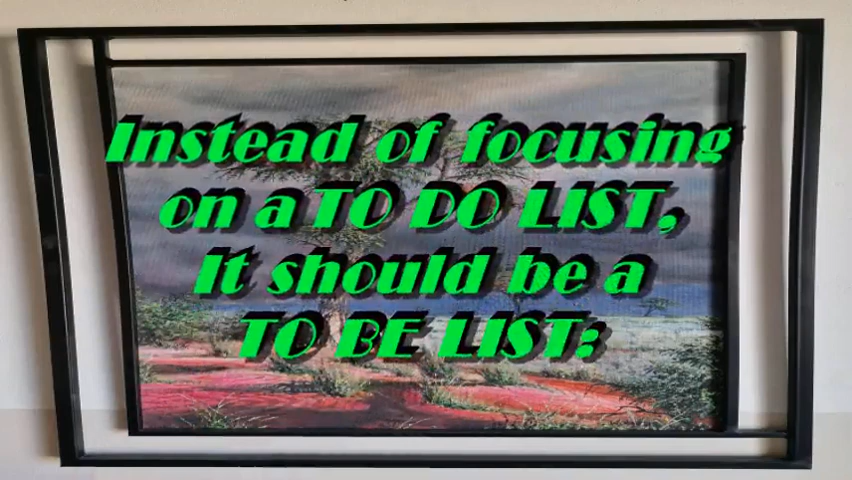 Instead of focusing
on a TO DO LIST,
It should be a
TO BE LIST: